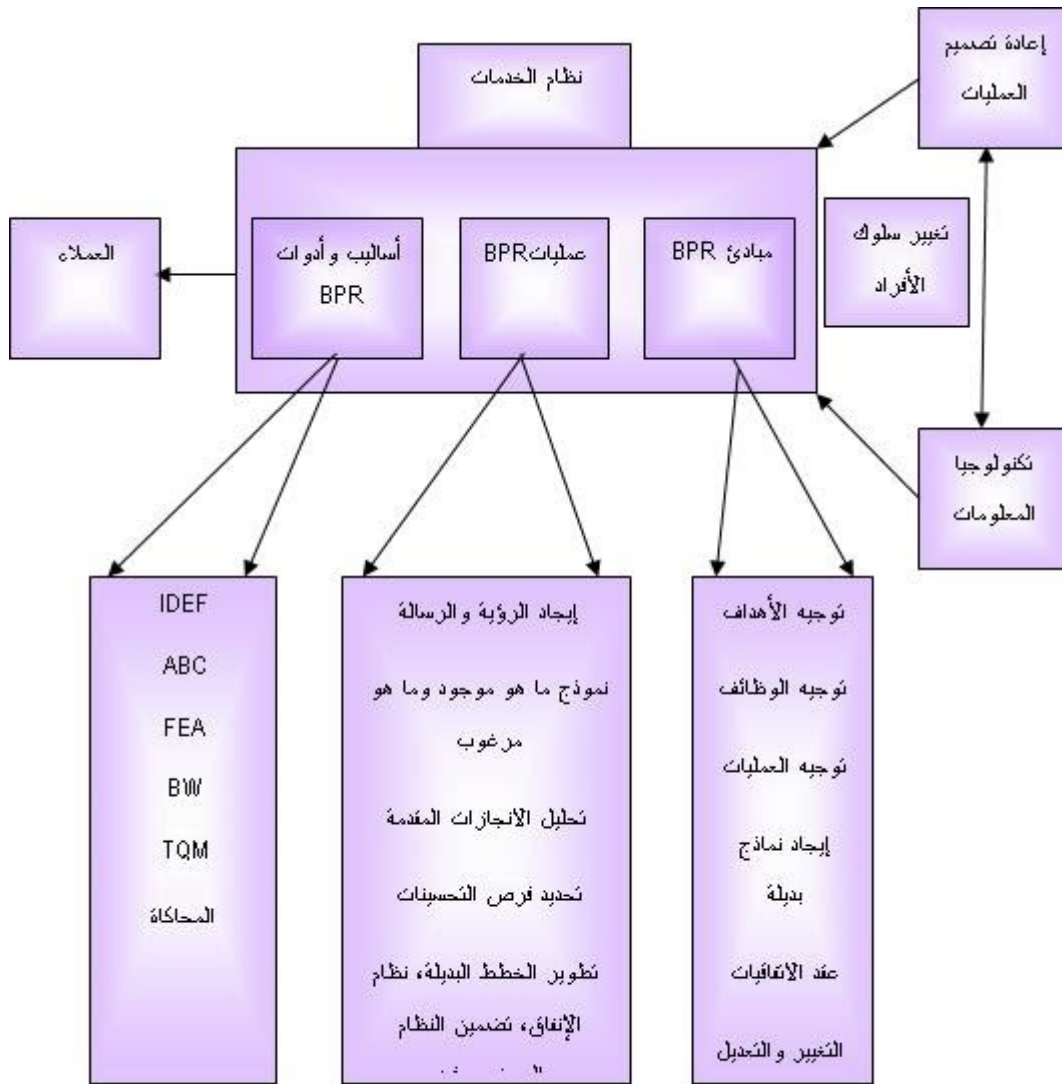 نظام الخدمات
إعادة تصميم
العمليات
مبادئ BPR
عمليات BPR
أساليب وأدوات
BPR
تغيير سلوك
الأفراد
العملاء
تكنولوجيا
المعلومات
توجيه الأهداف
توجيه الوظائف
توجيه العمليات
إيجاد نماذج
بديلة
عقد الاتفاقيات
التغيير والتعديل
إيجاد الرؤية والرسالة
نموذج ما هو موجود وما هو
مرغوب
تحليل الانجازات المقدمة
تحديد فرص التحسينات
تطوير الخطط البديلة، نظام
الإنفاق، تضمين النظام
IDEF
ABC
FEA
BW
TQM
المحاكاة